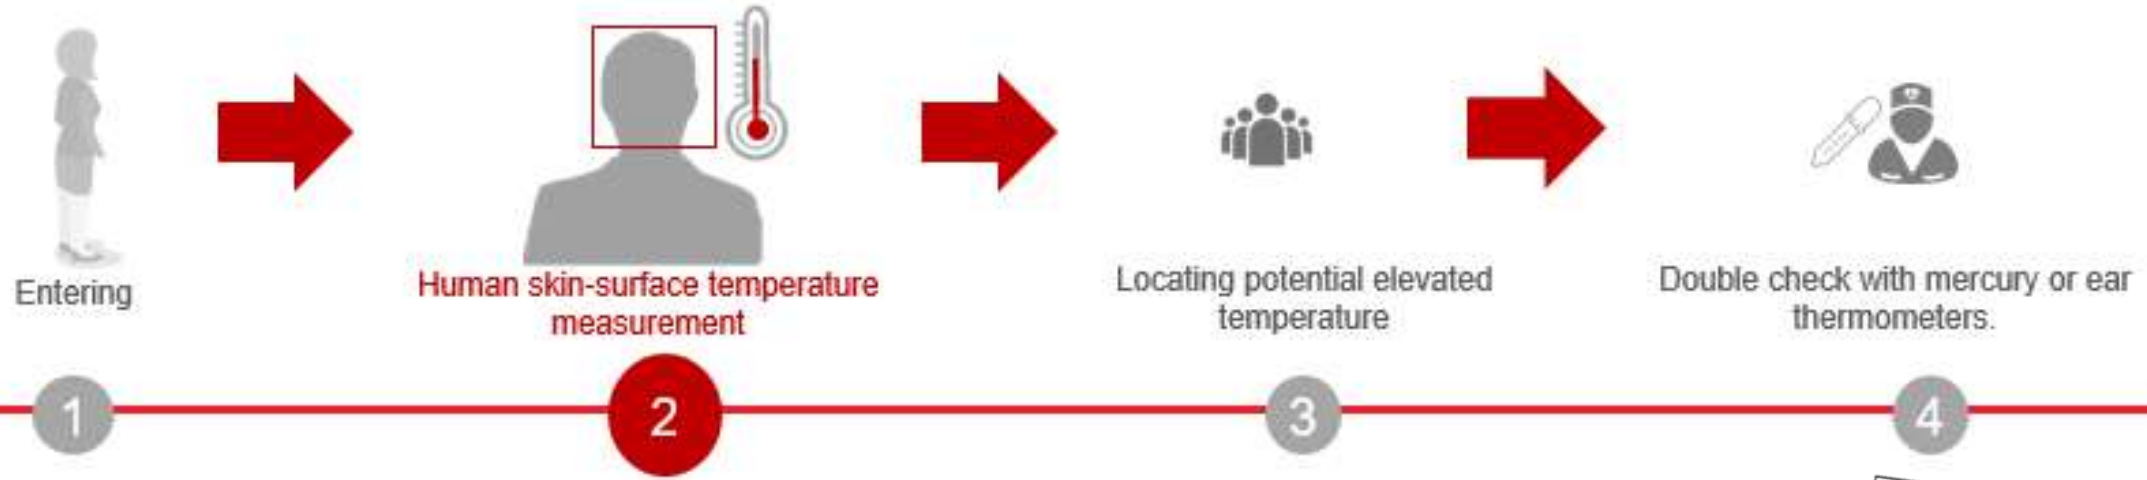 Entering
Human skin-surface temperature
measurement
Locating potential elevated
temperature
Double check with mercury or ear
thermometers.
1
2
3
4